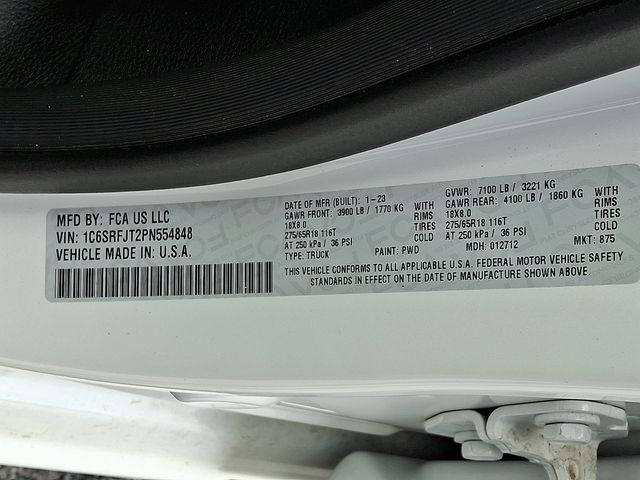 MFD BY: FCA US LLC
VIN: 1C6SRFJT2PN554848
VEHICLE MADE IN: U.S.A.
DATE OF MFR (BUILT): 1-23
GAWR FRONT: 3900 LB / 1770 KG WITH
18X8.0 RIMS
275/65R18 116T TIRES
AT 250 kPa / 36 PSI COLD
TYPE: TRUCK PAINT: PWD
GVWR: 7100 LB / 3221 KG
GAWR REAR: 4100 LB / 1860 KG WITH
18X8.0 RIMS
275/65R18 116T TIRES
AT 250 kPa / 36 PSI COLD
MDH: 012712 MKT: 875
THIS VEHICLE CONFORMS TO ALL APPLICABLE U.S.A. FEDERAL MOTOR VEHICLE SAFETY
STANDARDS IN EFFECT ON THE DATE OF MANUFACTURE SHOWN ABOVE.